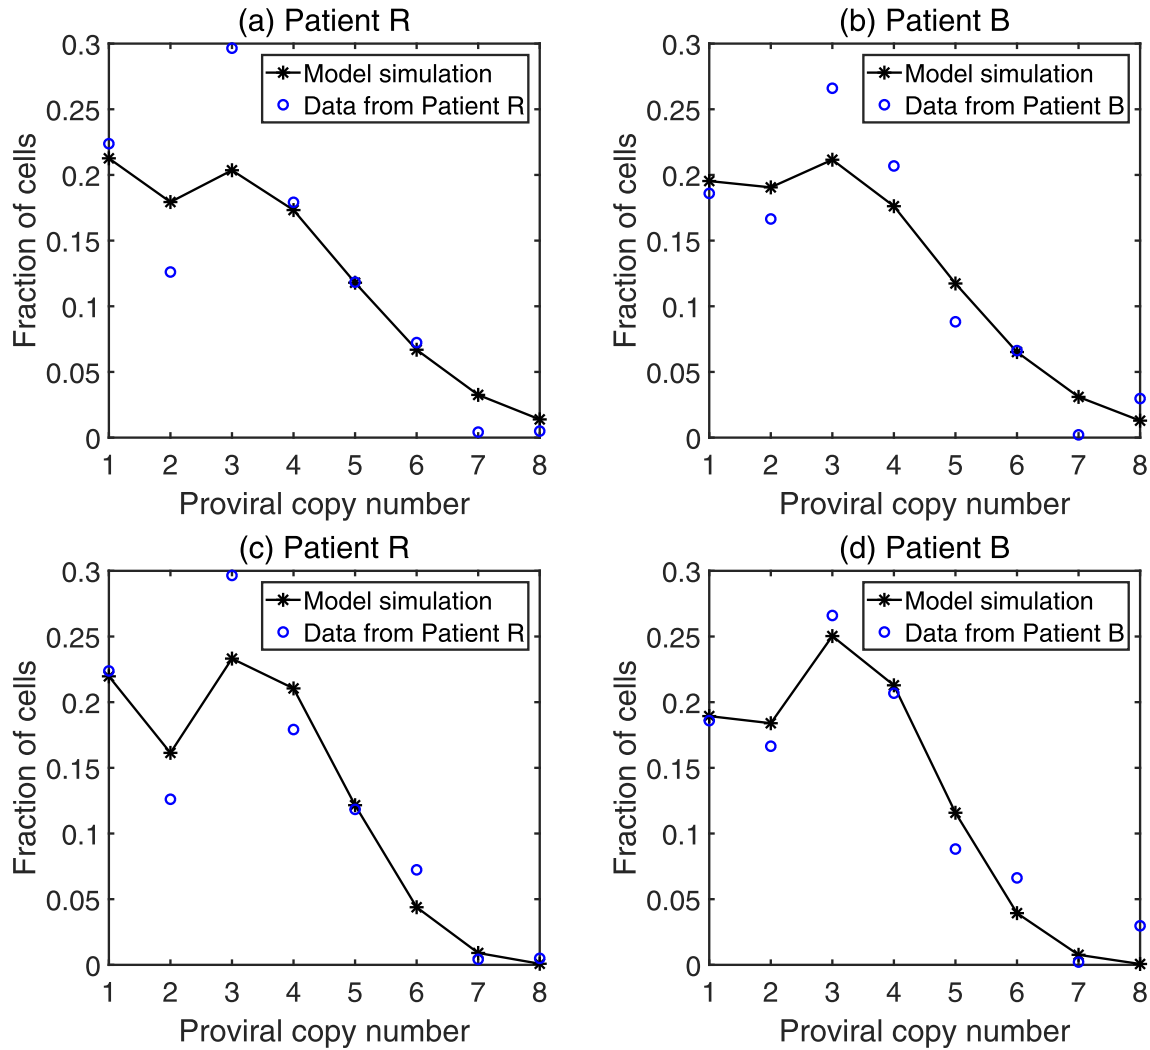 (a) Patient R
0.3
0.25
0.2
0.15
0.1
0.05
0
Fraction of cells
Model simulation
Data from Patient R
1 2 3 4 5 6 7 8
Proviral copy number
(b) Patient B
0.3
0.25
0.2
0.15
0.1
0.05
0
Fraction of cells
Model simulation
Data from Patient B
1 2 3 4 5 6 7 8
Proviral copy number
(c) Patient R
0.3
0.25
0.2
0.15
0.1
0.05
0
Fraction of cells
Model simulation
Data from Patient R
1 2 3 4 5 6 7 8
Proviral copy number
(d) Patient B
0.3
0.25
0.2
0.15
0.1
0.05
0
Fraction of cells
Model simulation
Data from Patient B
1 2 3 4 5 6 7 8
Proviral copy number